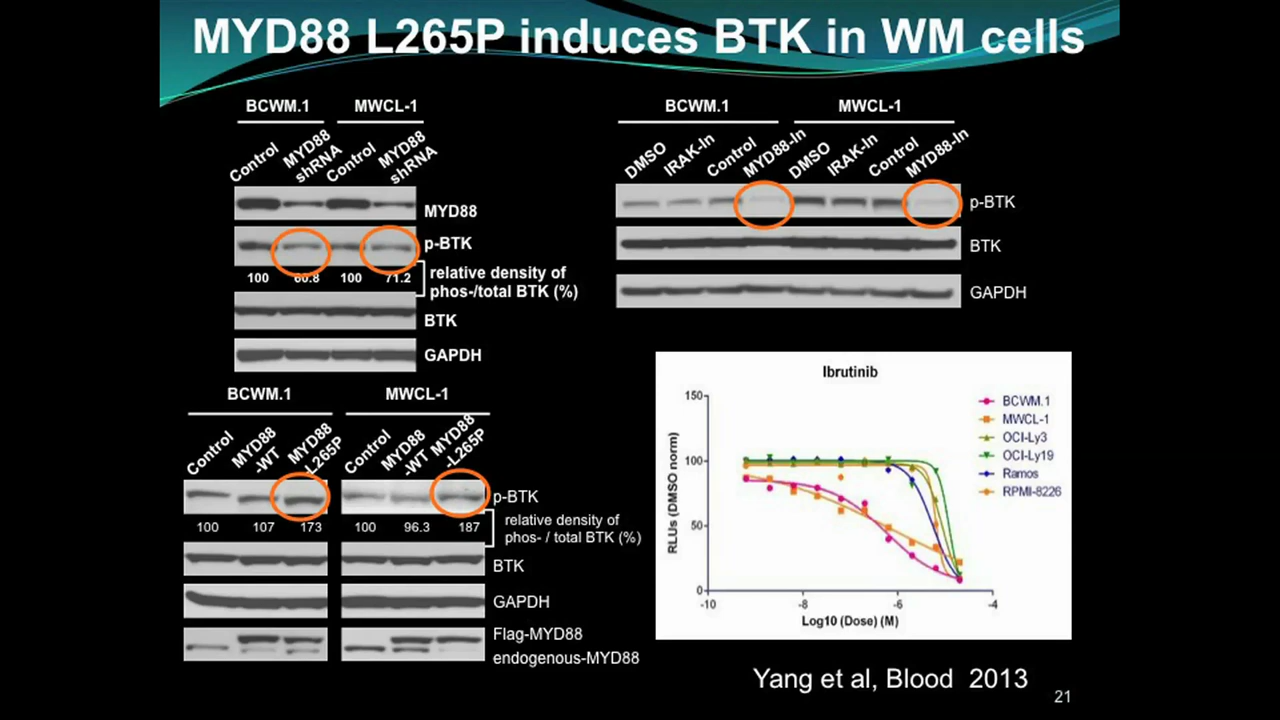 MYD88 L265P induces BTK in WM cells
BCWM.1 MWCL-1
Control MYD88 shRNA Control MYD88 shRNA
MYD88
p-BTK
100 60.8 100 71.2
relative density of
phos-/total BTK (%)
BTK
GAPDH
BCWM.1 MWCL-1
DMSO IRAK-In Control MYD88-In DMSO IRAK-In Control MYD88-In
p-BTK
BTK
GAPDH
BCWM.1 MWCL-1
Control MYD88 -WT MYD88 -L265P Control MYD88 -WT MYD88 -L265P
p-BTK
100 107 173 100 96.3 187
relative density of
phos- / total BTK (%)
BTK
GAPDH
Flag-MYD88
endogenous-MYD88
Ibrutinib
BCWM.1
MWCL-1
OCI-Ly3
OCI-Ly19
Ramos
RPMI-8226
RLUs (DMSO norm)
150
100
50
0
-10 -8 -6 -4
Log10 (Dose) (M)
Yang et al, Blood 2013
21